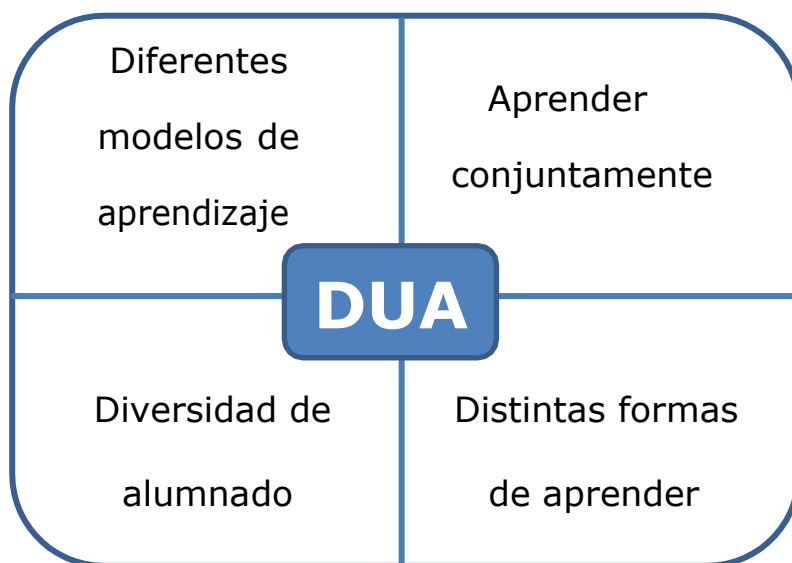 Diferentes
modelos de
aprendizaje
Aprender
conjuntamente
DUA
Diversidad de
alumnado
Distintas formas
de aprender